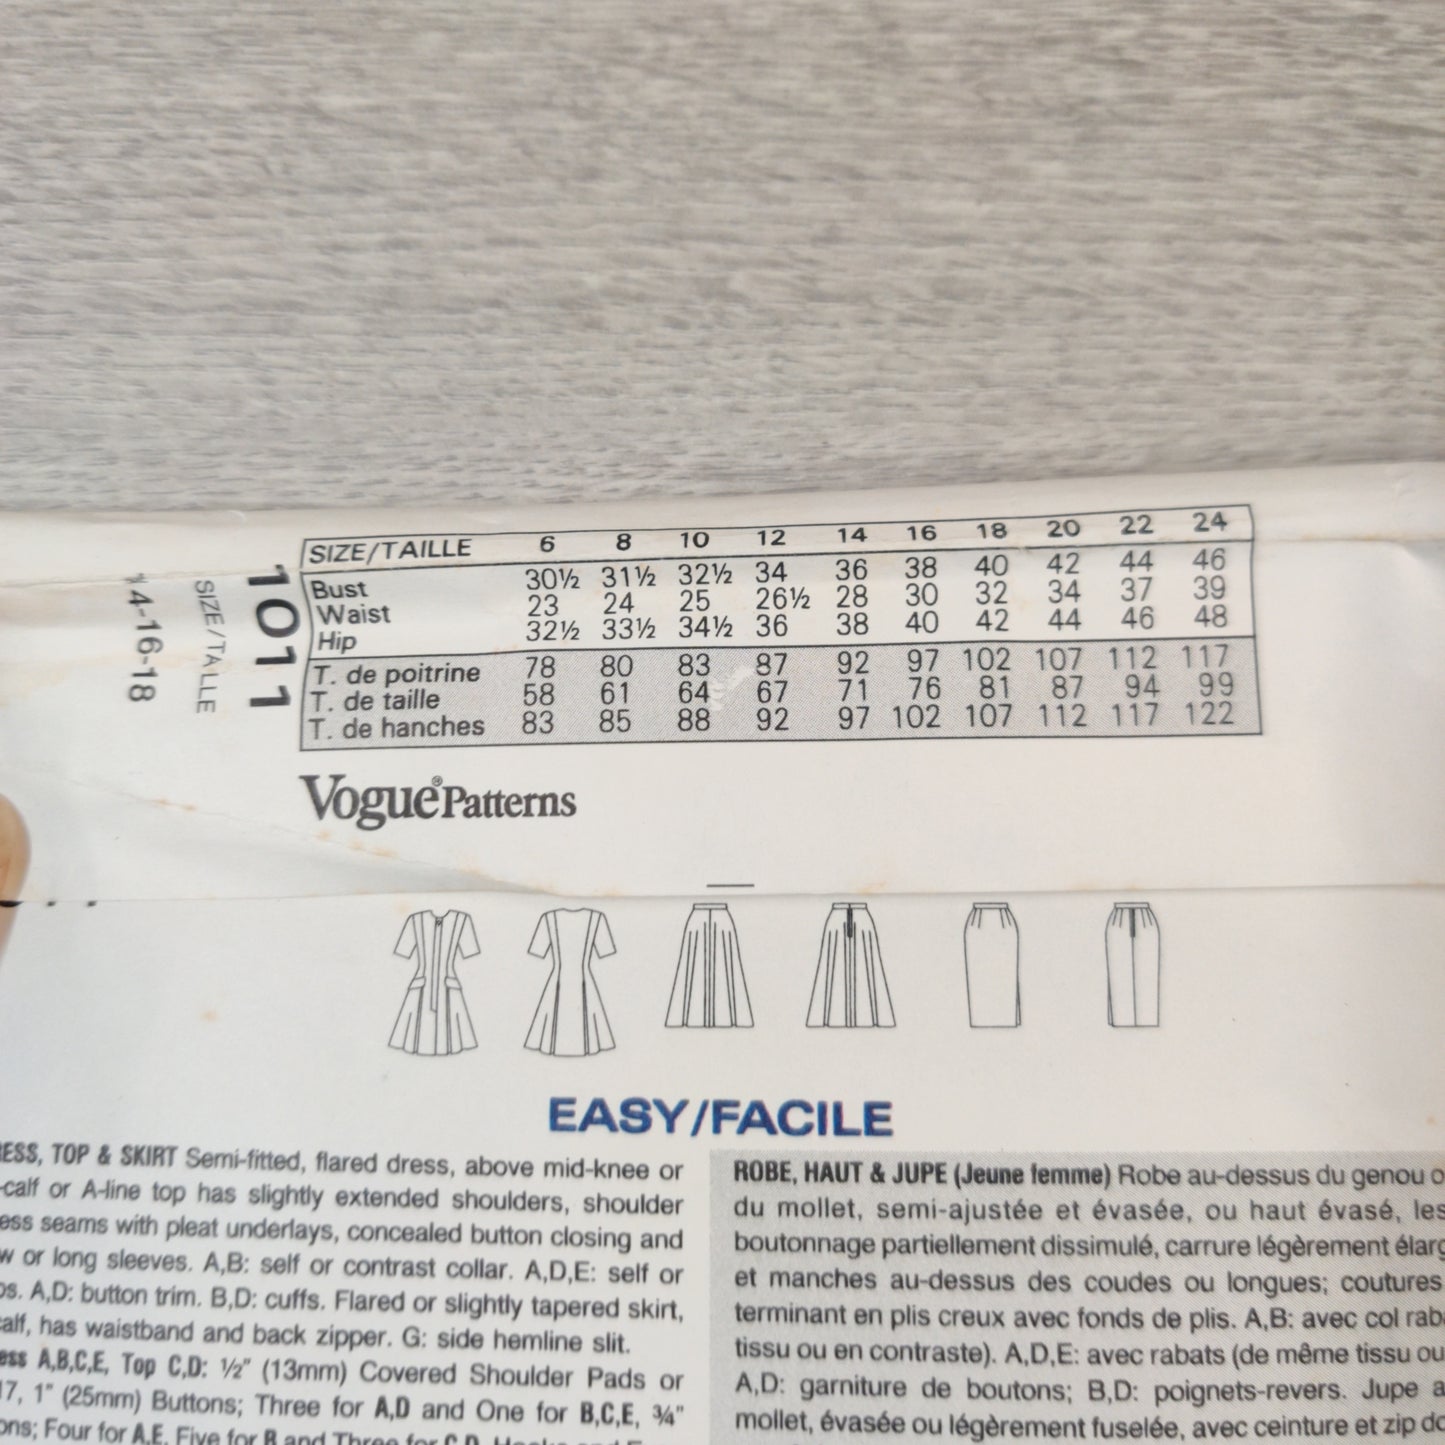 SIZE/TAILLE 6 8 10 12 14 16 18 20 22 24
Bust 30½ 31½ 32½ 34 36 38 40 42 44 46
Waist 23 24 25 26½ 28 30 32 34 37 39
Hip 32½ 33½ 34½ 36 38 40 42 44 46 48
T. de poitrine 78 80 83 87 92 97 102 107 112 117
T. de taille 58 61 64 67 71 76 81 87 94 99
T. de hanches 83 85 88 92 97 102 107 112 117 122
1011
SIZE/TAILLE
14-16-18
Vogue® Patterns
EASY/FACILE
ESS, TOP & SKIRT Semi-fitted, flared dress, above mid-knee or
-calf or A-line top has slightly extended shoulders, shoulder
ess seams with pleat underlays, concealed button closing and
w or long sleeves. A,B: self or contrast collar. A,D,E: self or
os. A,D: button trim. B,D: cuffs. Flared or slightly tapered skirt,
calf, has waistband and back zipper. G: side hemline slit.
ess A,B,C,E, Top C,D: ½" (13mm) Covered Shoulder Pads or
17, 1" (25mm) Buttons; Three for A,D and One for B,C,E, ¾"
ons; Four for A,E, Five for B and Three for C,D,
ROBE, HAUT & JUPE (Jeune femme) Robe au-dessus du genou o
du mollet, semi-ajustée et évasée, ou haut évasé, les
boutonnage partiellement dissimulé, carrure légèrement élarg
et manches au-dessus des coudes ou longues; coutures
terminant en plis creux avec fonds de plis. A,B: avec col rab
tissu ou en contraste). A,D,E: avec rabats (de même tissu ou
A,D: garniture de boutons; B,D: poignets-revers. Jupe a
mollet, évasée ou légèrement fuselée, avec ceinture et zip do